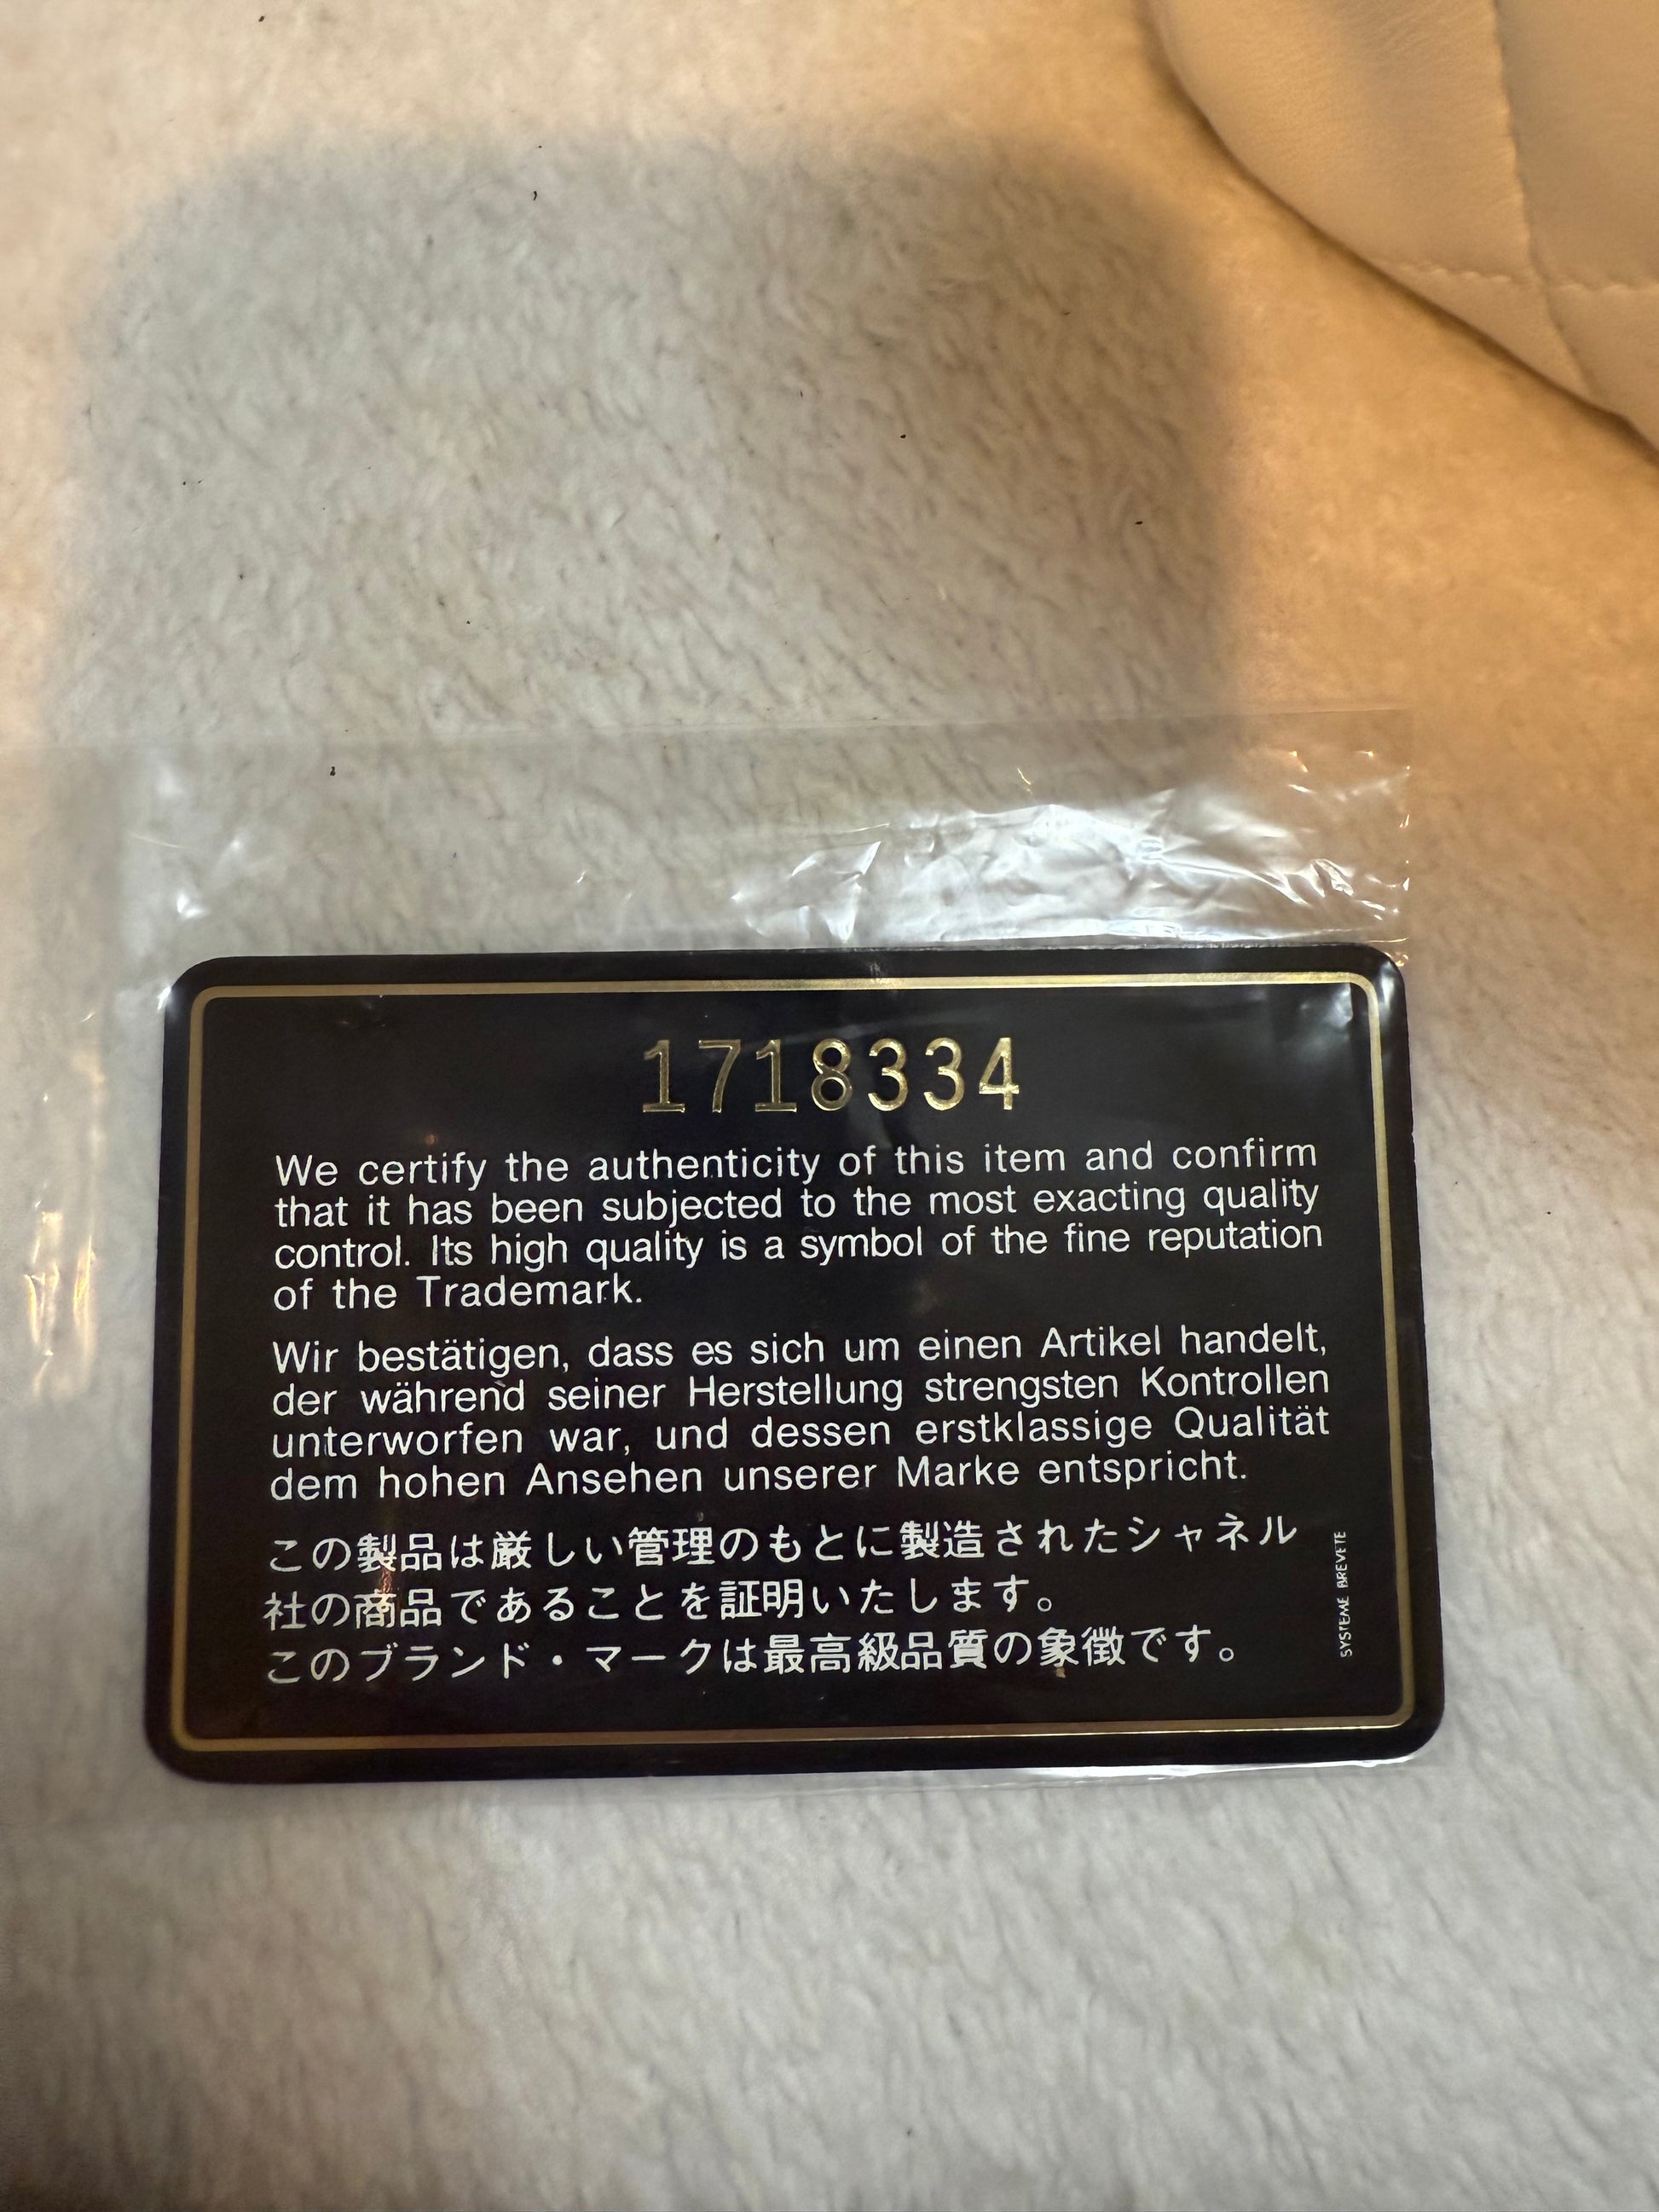 1718334
We certify the authenticity of this item and confirm
that it has been subjected to the most exacting quality
control. Its high quality is a symbol of the fine reputation
of the Trademark.
Wir bestätigen, dass es sich um einen Artikel handelt,
der während seiner Herstellung strengsten Kontrollen
unterworfen war, und dessen erstklassige Qualität
dem hohen Ansehen unserer Marke entspricht.
この製品は厳しい管理のもとに製造されたシャネル
社の商品であることを証明いたします。
このブランド・マークは最高級品質の象徴です。
SYSTEME BREVETE